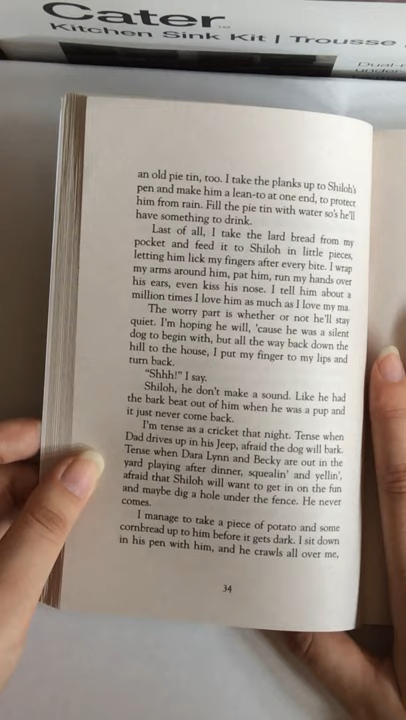 Cater™
Kitchen Sink Kit | Trousse
Dual-
under-
an old pie tin, too. I take the planks up to Shiloh's
pen and make him a lean-to at one end, to protect
him from rain. Fill the pie tin with water so's he'll
have something to drink.
Last of all, I take the lard bread from my
pocket and feed it to Shiloh in little pieces,
letting him lick my fingers after every bite. I wrap
my arms around him, pat him, run my hands over
his ears, even kiss his nose. I tell him about a
million times I love him as much as I love my ma.
The worry part is whether or not he'll stay
quiet. I'm hoping he will, 'cause he was a silent
dog to begin with, but all the way back down the
hill to the house, I put my finger to my lips and
turn back.
"Shhh!" I say.
Shiloh, he don't make a sound. Like he had
the bark beat out of him when he was a pup and
it just never come back.
I'm tense as a cricket that night. Tense when
Dad drives up in his Jeep, afraid the dog will bark.
Tense when Dara Lynn and Becky are out in the
yard playing after dinner, squealin' and yellin',
afraid that Shiloh will want to get in on the fun
and maybe dig a hole under the fence. He never
comes.
I manage to take a piece of potato and some
cornbread up to him before it gets dark. I sit down
in his pen with him, and he crawls all over me,
34